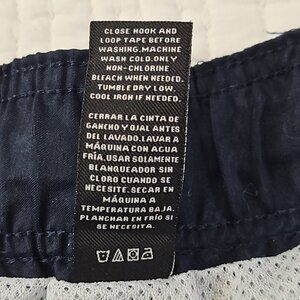 CLOSE HOOK AND
LOOP TAPE BEFORE
WASHING.MACHINE
WASH COLD.ONLY
NON-CHLORINE
BLEACH WHEN NEEDED.
TUMBLE DRY LOW.
COOL IRON IF NEEDED.
CERRAR LA CINTA DE
GANCHO Y OJAL ANTES
DEL LAVADO.LAVAR A
MÁQUINA CON AGUA
FRÍA.USAR SOLAMENTE
BLANQUEADOR SIN
CLORO CUANDO SE
NECESITE.SECAR EN
MÁQUINA A
TEMPERATURA BAJA.
PLANCHAR EN FRÍO SI
SE NECESITA.